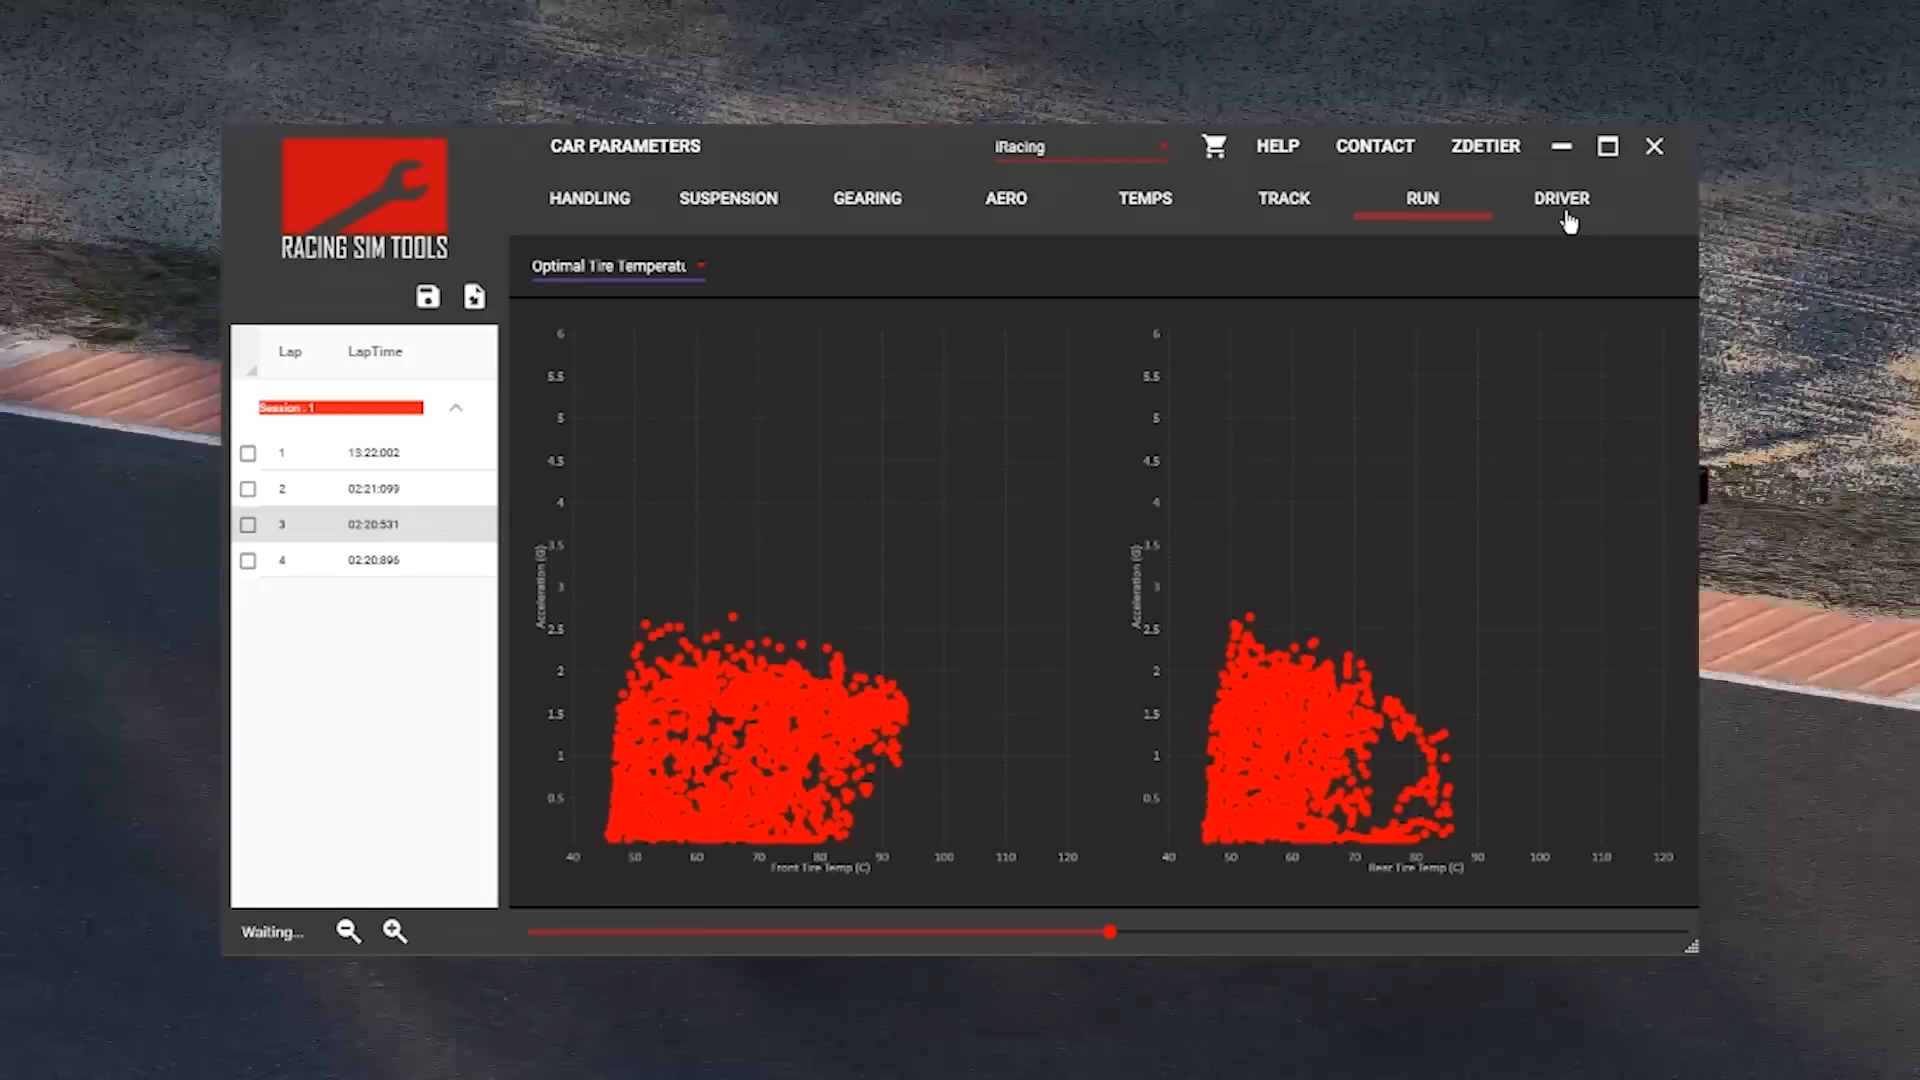 CAR PARAMETERS
iRacing
HELP
CONTACT
ZDETIER
HANDLING
SUSPENSION
GEARING
AERO
TEMPS
TRACK
RUN
DRIVER
RACING SIM TOOLS
Optimal Tire Temperatu
Lap LapTime
Session : 1
1 13:22:002
2 02:21:099
3 02:20:531
4 02:20:896
6
5.5
5
4.5
4
3.5
3
2.5
2
1.5
1
0.5
Acceleration (G)
40 50 60 70 80 90 100 110 120
Front Tire Temp (C)
6
5.5
5
4.5
4
3.5
3
2.5
2
1.5
1
0.5
Acceleration (G)
40 50 60 70 80 90 100 110 120
Rear Tire Temp (C)
Waiting...